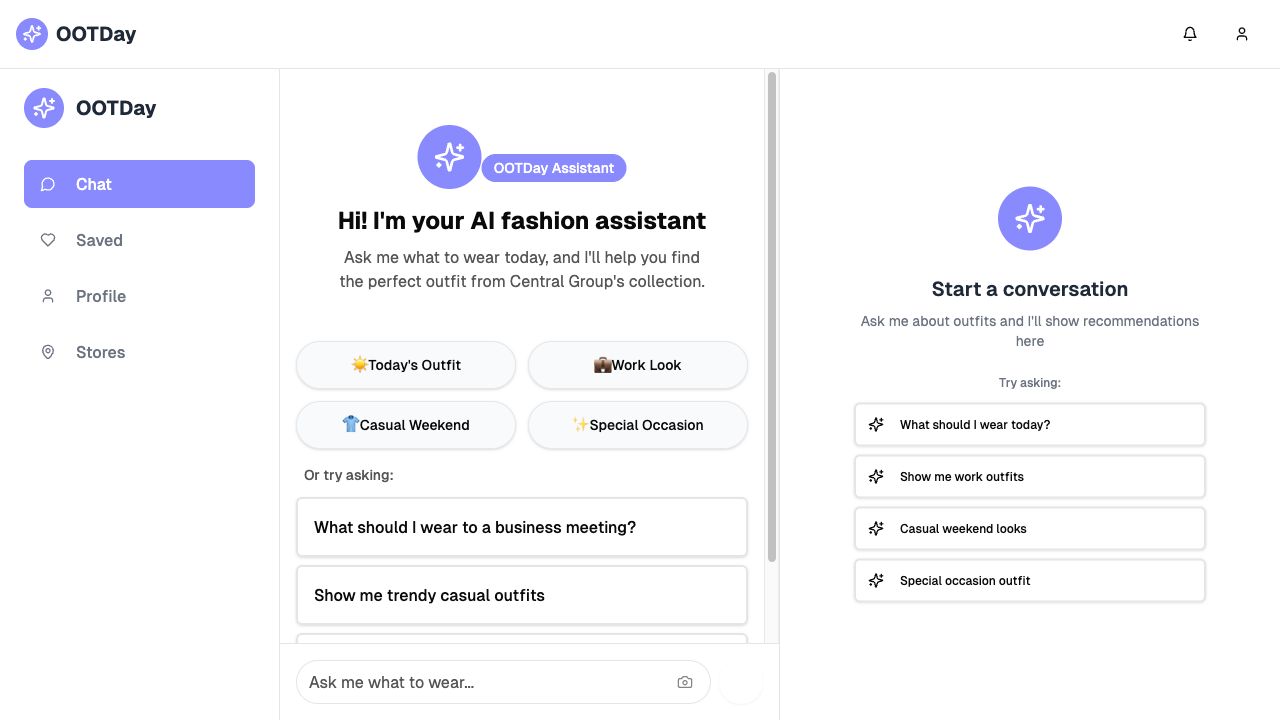 OOTDay
OOTDay
Chat
Saved
Profile
Stores
OOTDay Assistant
Hi! I'm your AI fashion assistant
Ask me what to wear today, and I'll help you find
the perfect outfit from Central Group's collection.
☀️Today's Outfit
💼Work Look
👕Casual Weekend
✨Special Occasion
Or try asking:
What should I wear to a business meeting?
Show me trendy casual outfits
Ask me what to wear...
Start a conversation
Ask me about outfits and I'll show recommendations
here
Try asking:
What should I wear today?
Show me work outfits
Casual weekend looks
Special occasion outfit